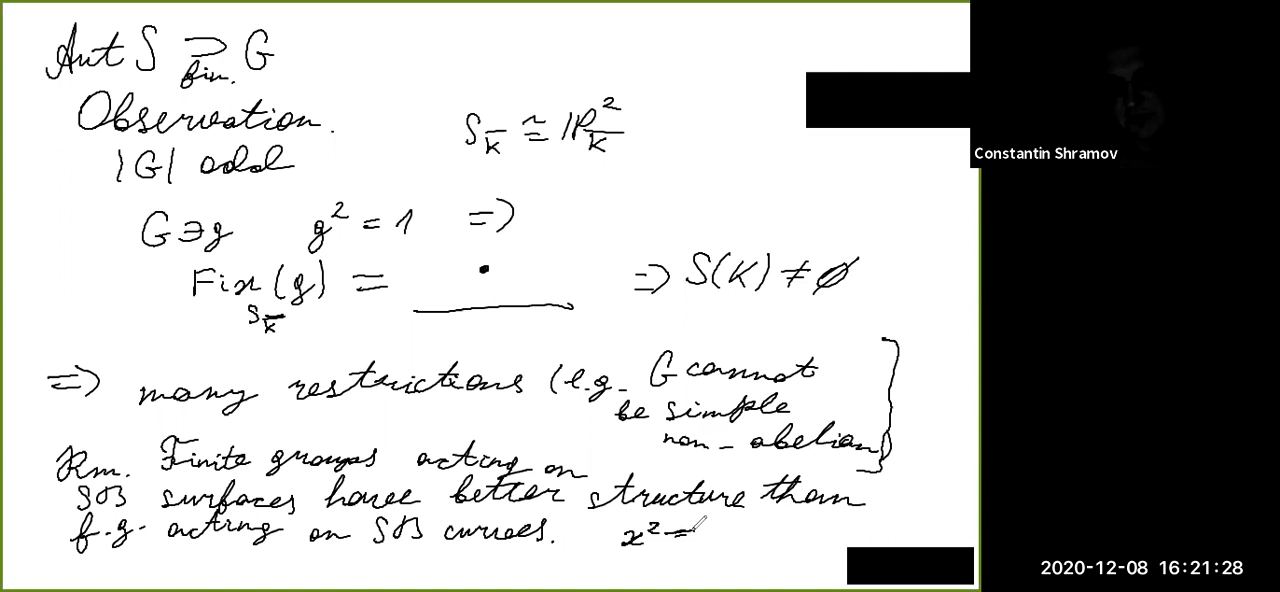 Aut S ⊃ G
fin.
Observation.
S_k̄ ≅ ℙ²_k̄
|G| odd
G ∋ g g² = 1 ⇒
Fix_{S_k̄}(g) = ⇒ S(K) ≠ ∅
⇒ many restrictions (e.g. G cannot
be simple
non-abelian)
Rm. Finite groups acting on
SB surfaces have better structure than
f.g. acting on SB curves. x² =
Constantin Shramov
2020-12-08 16:21:28